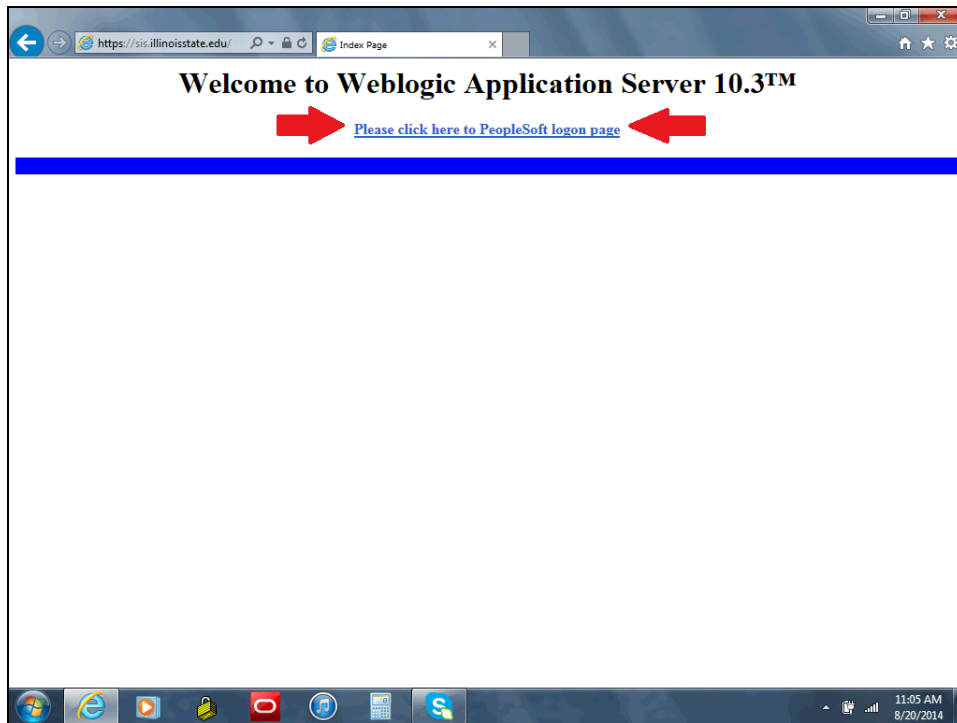 https://sis.illinoisstate.edu/
Index Page
Welcome to Weblogic Application Server 10.3™
Please click here to PeopleSoft logon page
11:05 AM
8/20/2014